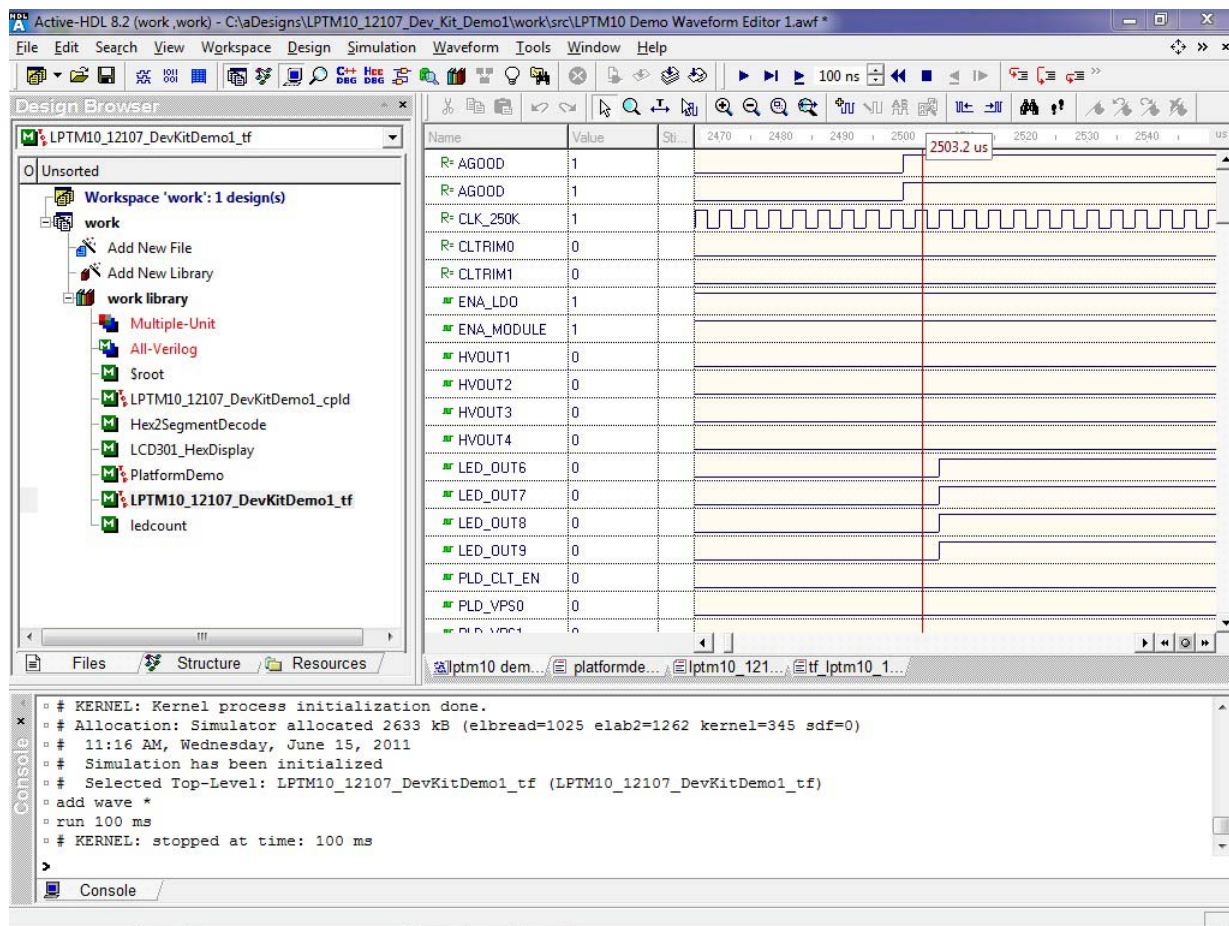 Active-HDL 8.2 (work ,work) - C:\aDesigns\LPTM10_12107_Dev_Kit_Demo1\work\src\LPTM10 Demo Waveform Editor 1.awf *
File Edit Search View Workspace Design Simulation Waveform Tools Window Help
100 ns
Design Browser
LPTM10_12107_DevKitDemo1_tf
O Unsorted
Workspace 'work': 1 design(s)
work
Add New File
Add New Library
work library
Multiple-Unit
All-Verilog
$root
LPTM10_12107_DevKitDemo1_cpld
Hex2SegmentDecode
LCD301_HexDisplay
PlatformDemo
LPTM10_12107_DevKitDemo1_tf
ledcount
Files Structure Resources
Name Value Sti... 2470 2480 2490 2500 2520 2530 2540 us
2503.2 us
AGOOD 1
AGOOD 1
CLK_250K 1
CLTRIM0 0
CLTRIM1 0
ENA_LDO 1
ENA_MODULE 1
HVOUT1 0
HVOUT2 0
HVOUT3 0
HVOUT4 0
LED_OUT6 0
LED_OUT7 0
LED_OUT8 0
LED_OUT9 0
PLD_CLT_EN 0
PLD_VPS0 0
lptm10 dem... platformde... lptm10_121... tf_lptm10_1...
Console
# KERNEL: Kernel process initialization done.
# Allocation: Simulator allocated 2633 kB (elbread=1025 elab2=1262 kernel=345 sdf=0)
# 11:16 AM, Wednesday, June 15, 2011
# Simulation has been initialized
# Selected Top-Level: LPTM10_12107_DevKitDemo1_tf (LPTM10_12107_DevKitDemo1_tf)
add wave *
run 100 ms
# KERNEL: stopped at time: 100 ms
>
Console